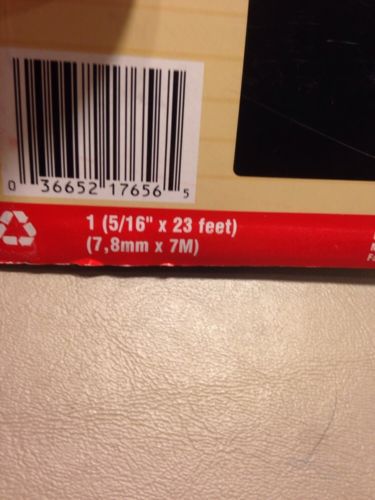 0 36652 17656 5
1 (5/16" x 23 feet)
(7,8mm x 7M)